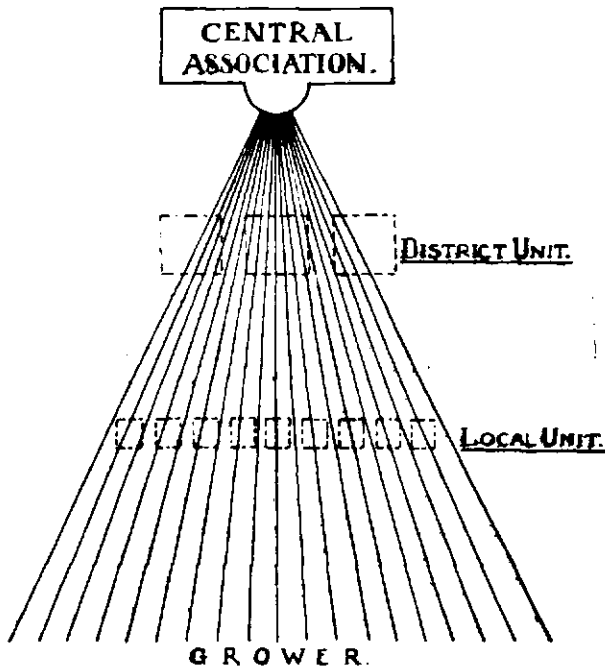 CENTRAL
ASSOCIATION.
DISTRICT UNIT.
LOCAL UNIT.
GROWER.